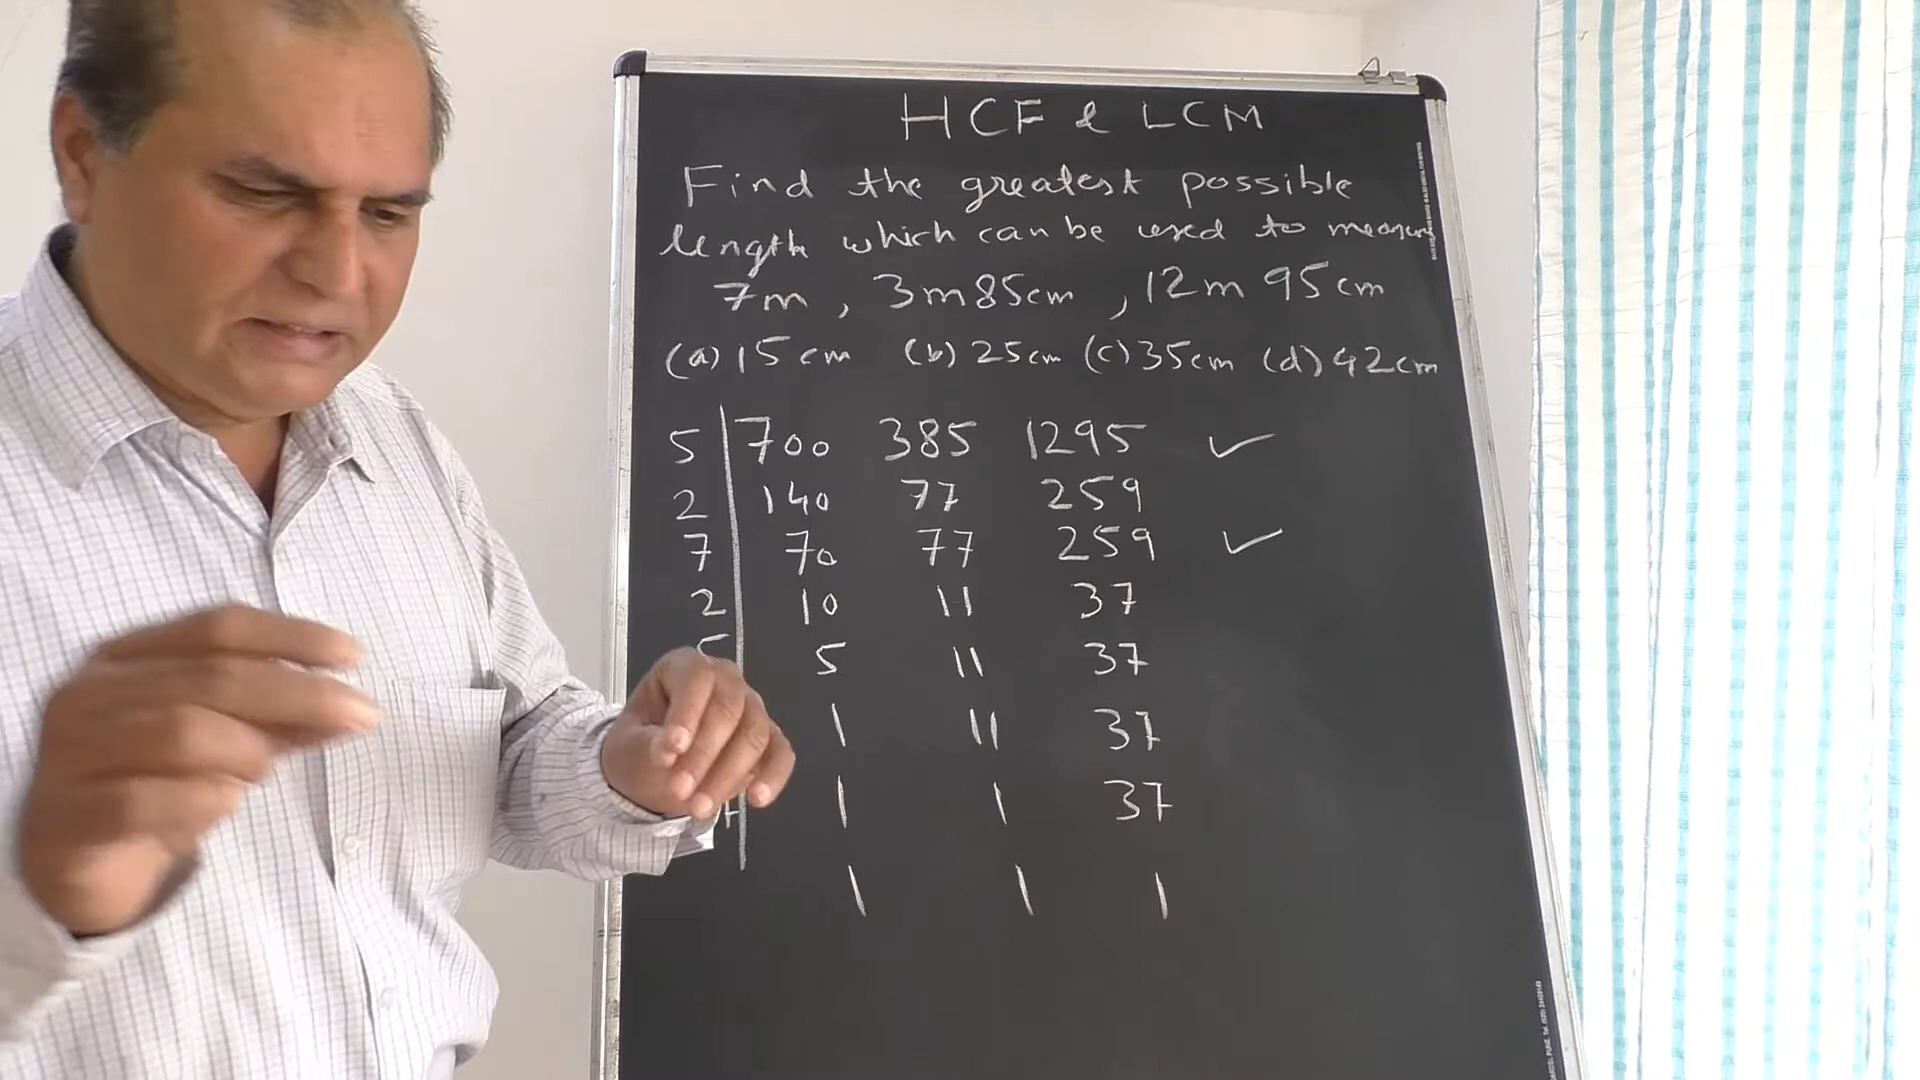 HCF & LCM
Find the greatest possible
length which can be used to measure
7m, 3m85cm, 12m 95cm
(a) 15cm (b) 25cm (c) 35cm (d) 42cm
5 700 385 1295 ✓
2 140 77 259
7 70 77 259 ✓
2 10 11 37
5 5 11 37
1 11 37
1 1 37
1 1 1